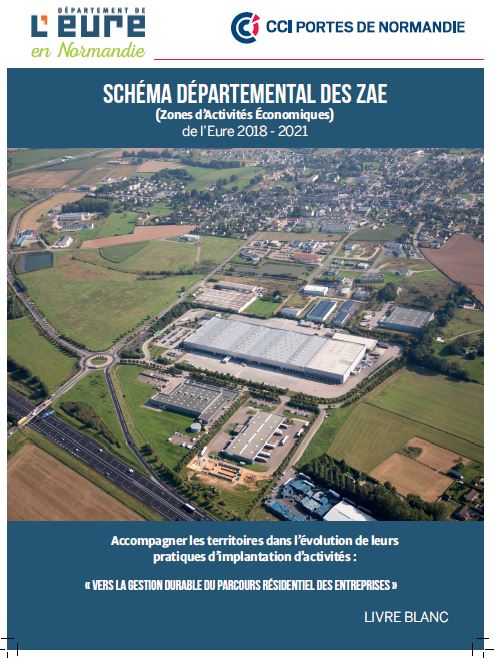 DÉPARTEMENT DE
L'EURE
en Normandie
CCI PORTES DE NORMANDIE
SCHÉMA DÉPARTEMENTAL DES ZAE
(Zones d'Activités Économiques)
de l'Eure 2018 - 2021
Accompagner les territoires dans l'évolution de leurs
pratiques d'implantation d'activités :
« VERS LA GESTION DURABLE DU PARCOURS RÉSIDENTIEL DES ENTREPRISES »
LIVRE BLANC